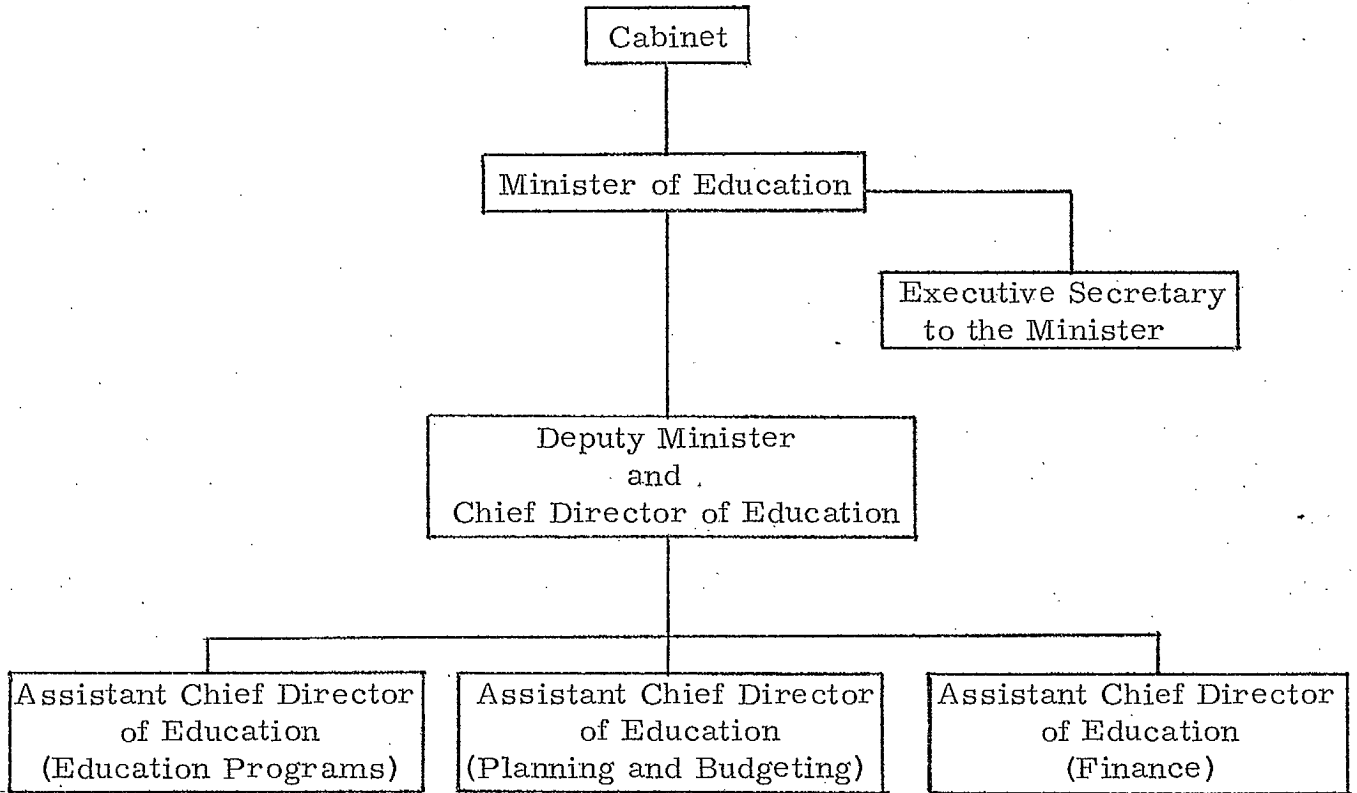 Cabinet
Minister of Education
Executive Secretary
to the Minister
Deputy Minister
and
Chief Director of Education
Assistant Chief Director
of Education
(Education Programs)
Assistant Chief Director
of Education
(Planning and Budgeting)
Assistant Chief Director
of Education
(Finance)